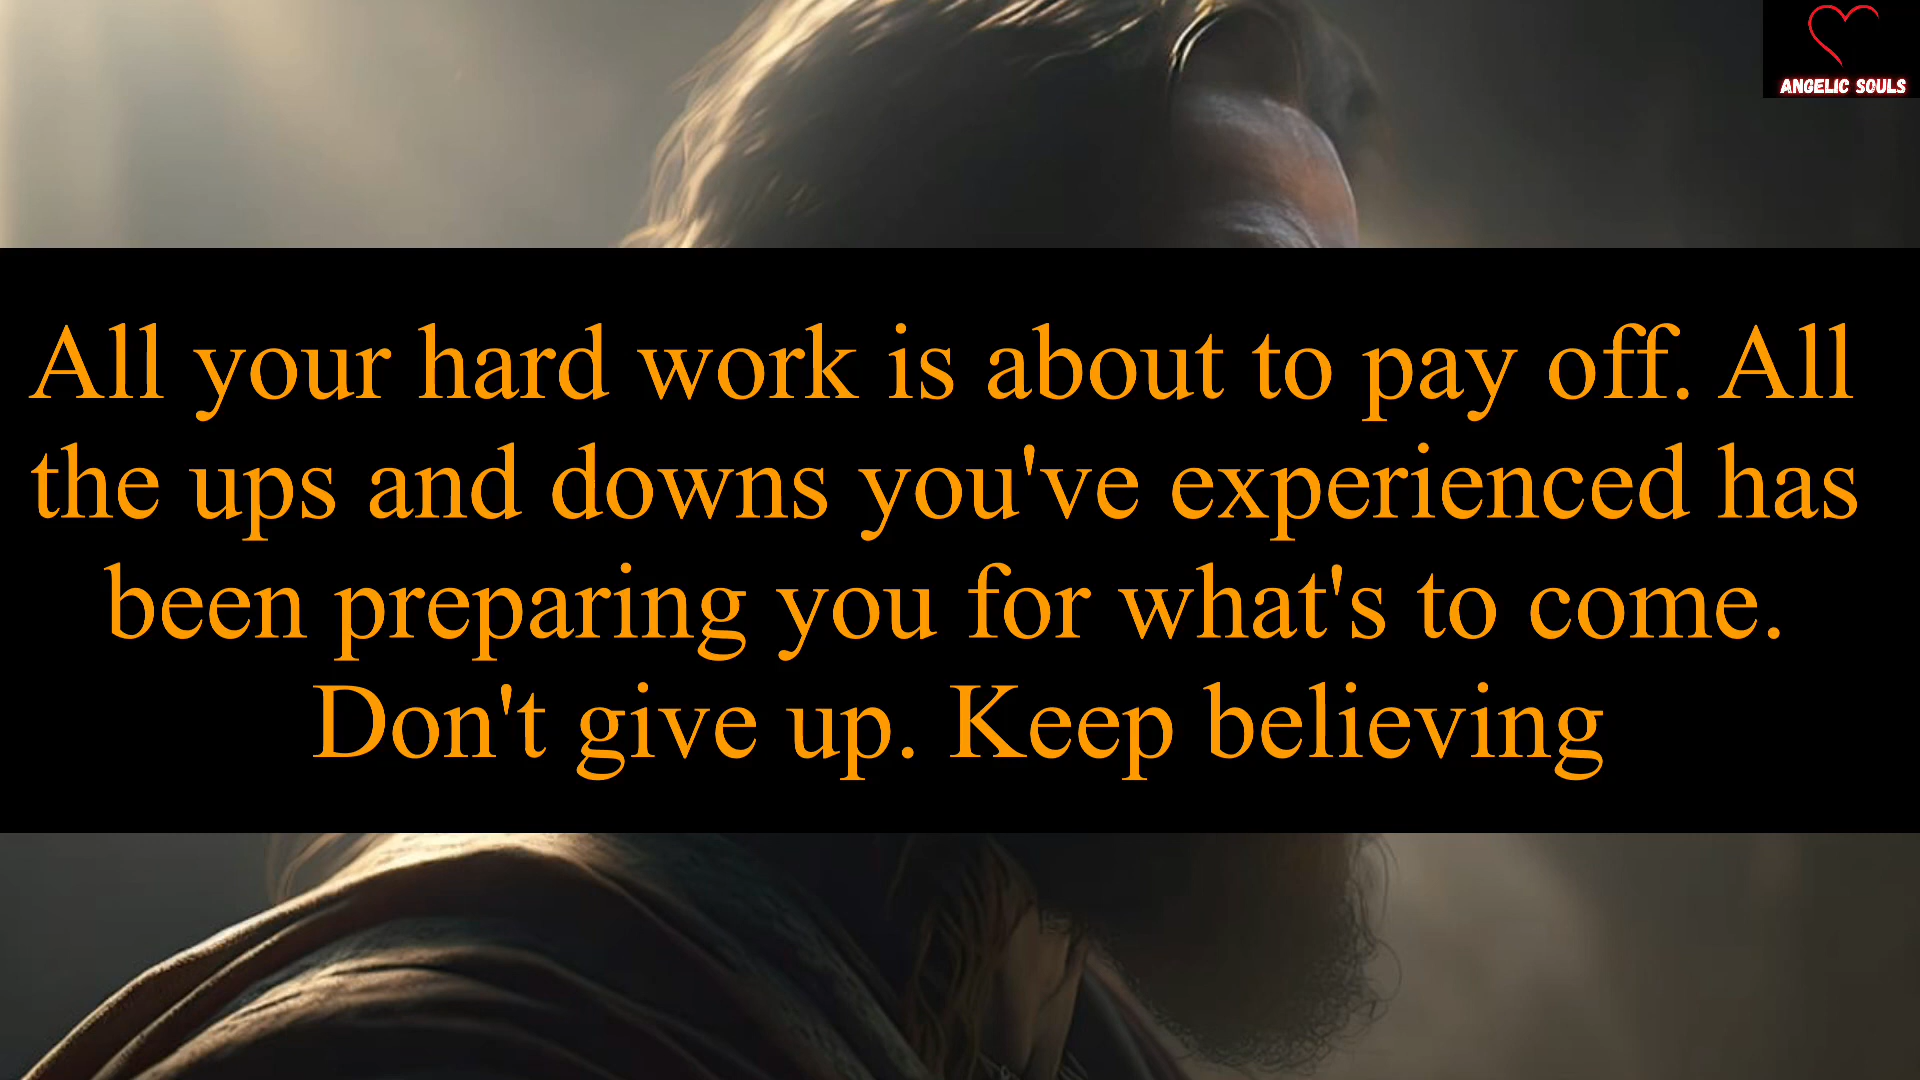 ANGELIC SOULS
All your hard work is about to pay off. All
the ups and downs you've experienced has
been preparing you for what's to come.
Don't give up. Keep believing